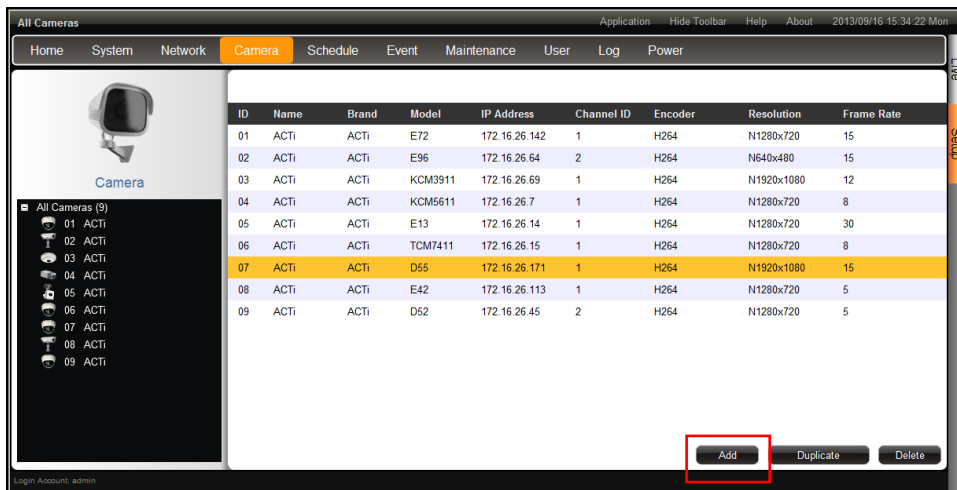 All Cameras Application Hide Toolbar Help About 2013/09/16 15:34:22 Mon
Home System Network Camera Schedule Event Maintenance User Log Power
Live
Setup
Camera
All Cameras (9)
01 ACTi
02 ACTi
03 ACTi
04 ACTi
05 ACTi
06 ACTi
07 ACTi
08 ACTi
09 ACTi
ID Name Brand Model IP Address Channel ID Encoder Resolution Frame Rate
01 ACTi ACTi E72 172.16.26.142 1 H264 N1280x720 15
02 ACTi ACTi E96 172.16.26.64 2 H264 N640x480 15
03 ACTi ACTi KCM3911 172.16.26.69 1 H264 N1920x1080 12
04 ACTi ACTi KCM5611 172.16.26.7 1 H264 N1280x720 8
05 ACTi ACTi E13 172.16.26.14 1 H264 N1280x720 30
06 ACTi ACTi TCM7411 172.16.26.15 1 H264 N1280x720 8
07 ACTi ACTi D55 172.16.26.171 1 H264 N1920x1080 15
08 ACTi ACTi E42 172.16.26.113 1 H264 N1280x720 5
09 ACTi ACTi D52 172.16.26.45 2 H264 N1280x720 5
Add Duplicate Delete
Login Account: admin